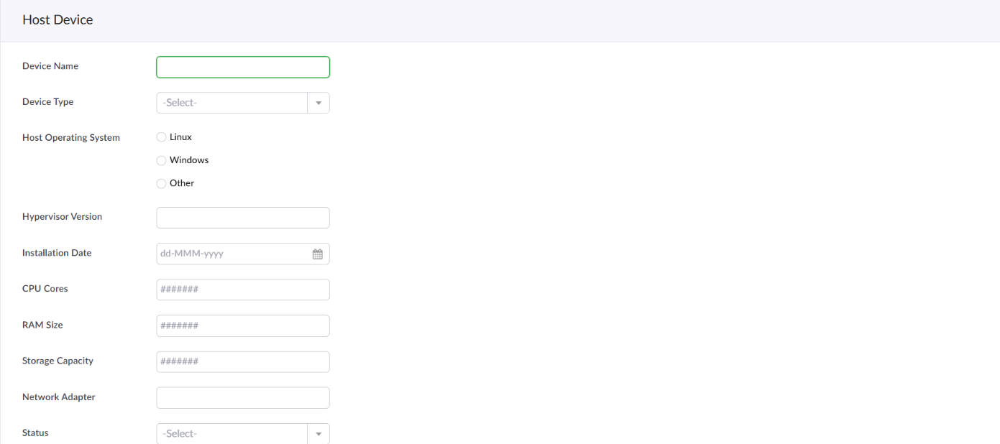 Host Device
Device Name
Device Type -Select-
Host Operating System Linux
Windows
Other
Hypervisor Version
Installation Date dd-MMM-yyyy
CPU Cores #######
RAM Size #######
Storage Capacity #######
Network Adapter
Status -Select-